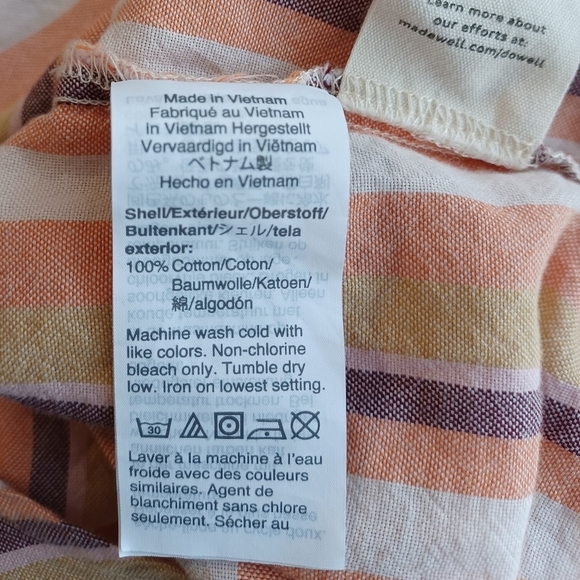 Learn more about
our efforts at:
madewell.com/dowell
Made in Vietnam
Fabriqué au Vietnam
in Vietnam Hergestellt
Vervaardigd in Viëtnam
ベトナム製
Hecho en Vietnam
Shell/Extérieur/Oberstoff/
Buitenkant/シェル/tela
exterior:
100% Cotton/Coton/
Baumwolle/Katoen/
綿/algodón
Machine wash cold with
like colors. Non-chlorine
bleach only. Tumble dry
low. Iron on lowest setting.
30
Laver à la machine à l'eau
froide avec des couleurs
similaires. Agent de
blanchiment sans chlore
seulement. Sécher au